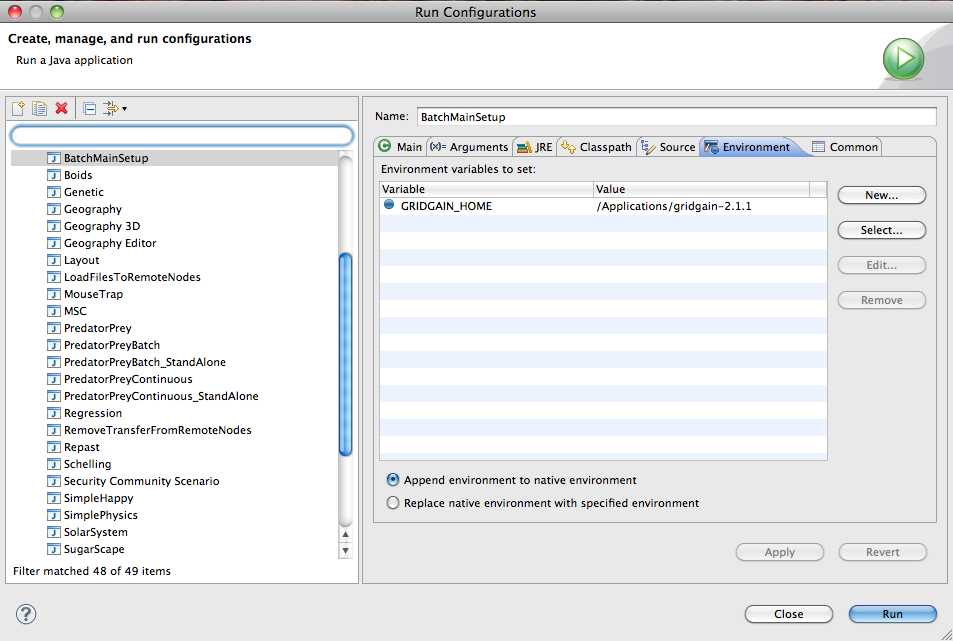 Run Configurations
Create, manage, and run configurations
Run a Java application
Name: BatchMainSetup
Main (x)= Arguments JRE Classpath Source Environment Common
Environment variables to set:
Variable Value
GRIDGAIN_HOME /Applications/gridgain-2.1.1
New...
Select...
Edit...
Remove
Append environment to native environment
Replace native environment with specified environment
Apply Revert
BatchMainSetup
Boids
Genetic
Geography
Geography 3D
Geography Editor
Layout
LoadFilesToRemoteNodes
MouseTrap
MSC
PredatorPrey
PredatorPreyBatch
PredatorPreyBatch_StandAlone
PredatorPreyContinuous
PredatorPreyContinuous_StandAlone
Regression
RemoveTransferFromRemoteNodes
Repast
Schelling
Security Community Scenario
SimpleHappy
SimplePhysics
SolarSystem
SugarScape
Filter matched 48 of 49 items
? Close Run